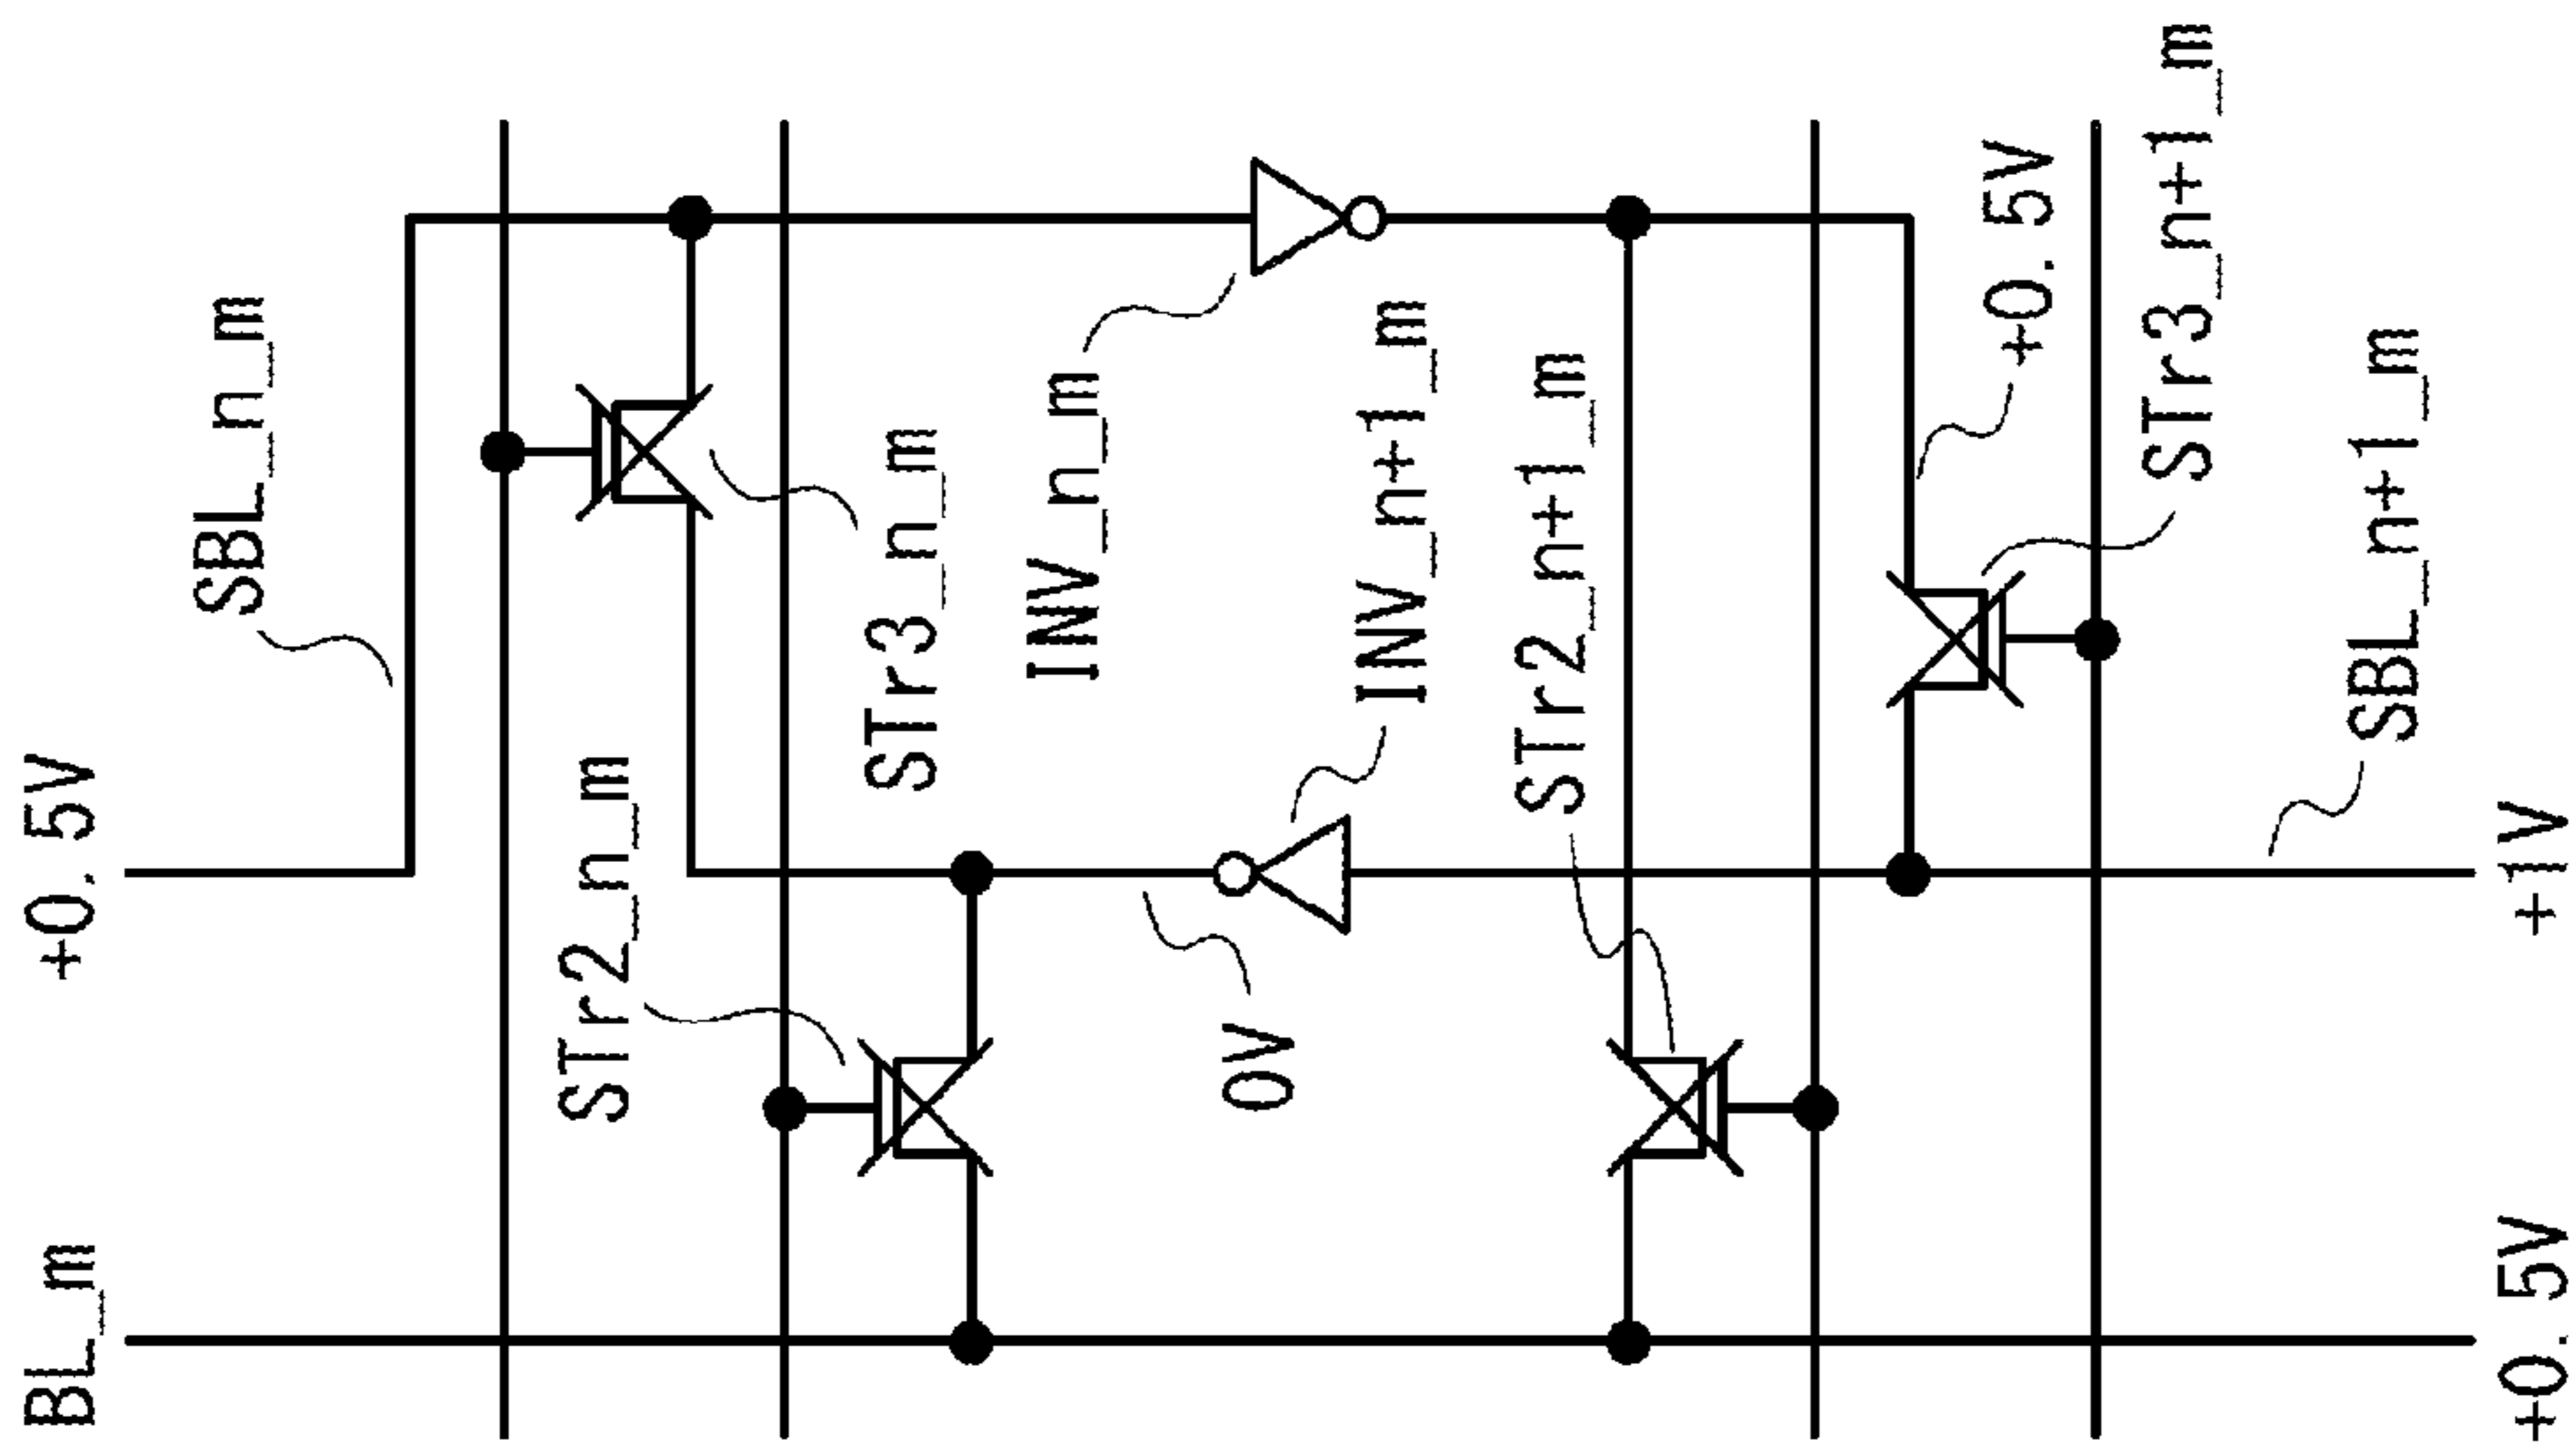 BL_m
+0.5V
SBL_n_m
STr2_n_m
STr3_n_m
INV_n_m
0V
INV_n+1_m
STr2_n+1_m
+0.5V
STr3_n+1_m
SBL_n+1_m
+0.5V
+1V